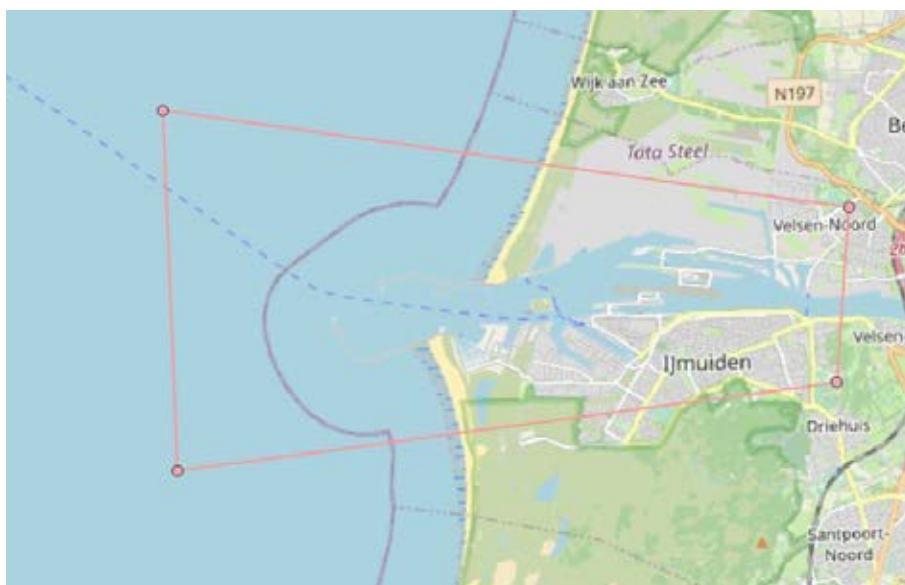 Wijk aan Zee
N197
Be
Tata Steel
Velsen-Noord
IJmuiden
Velsen-
Driehuis
Santpoort-
Noord